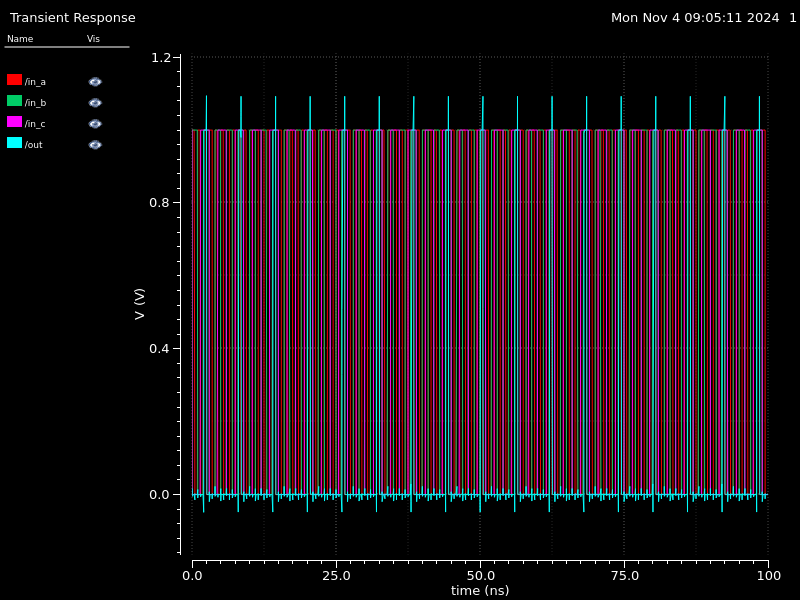 Transient Response
Mon Nov 4 09:05:11 2024 1
Name Vis
/in_a
/in_b
/in_c
/out
1.2
0.8
0.4
0.0
V (V)
0.0 25.0 50.0 75.0 100
time (ns)